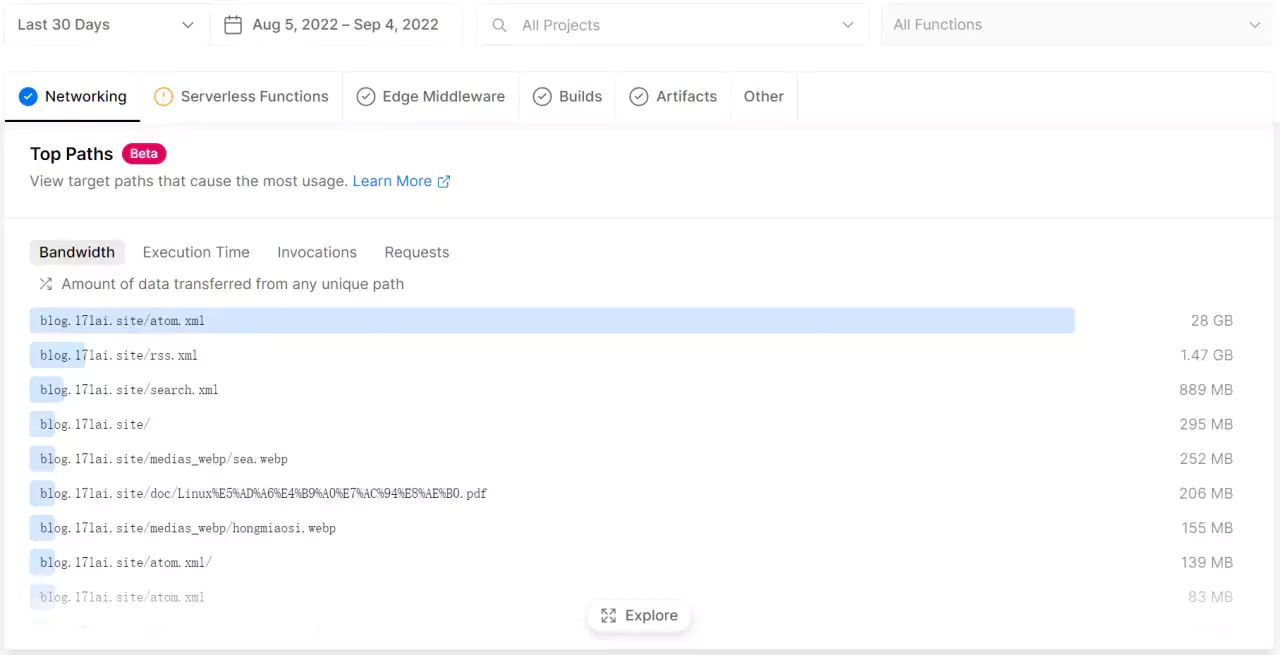 Last 30 Days
Aug 5, 2022 – Sep 4, 2022
All Projects
All Functions
Networking
Serverless Functions
Edge Middleware
Builds
Artifacts
Other
Top Paths Beta
View target paths that cause the most usage. Learn More
Bandwidth Execution Time Invocations Requests
Amount of data transferred from any unique path
blog.17lai.site/atom.xml 28 GB
blog.17lai.site/rss.xml 1.47 GB
blog.17lai.site/search.xml 889 MB
blog.17lai.site/ 295 MB
blog.17lai.site/medias_webp/sea.webp 252 MB
blog.17lai.site/doc/Linux%E5%AD%A6%E4%B9%A0%E7%AC%94%E8%AE%B0.pdf 206 MB
blog.17lai.site/medias_webp/hongmiaosi.webp 155 MB
blog.17lai.site/atom.xml/ 139 MB
blog.17lai.site/atom.xml 83 MB
Explore